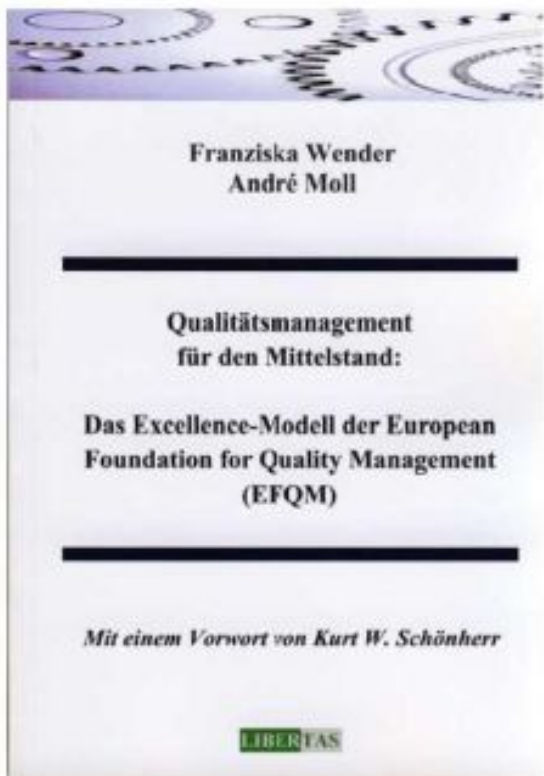 Franziska Wender
André Moll
Qualitätsmanagement
für den Mittelstand:
Das Excellence-Modell der European
Foundation for Quality Management
(EFQM)
Mit einem Vorwort von Kurt W. Schönherr
LIBERTAS